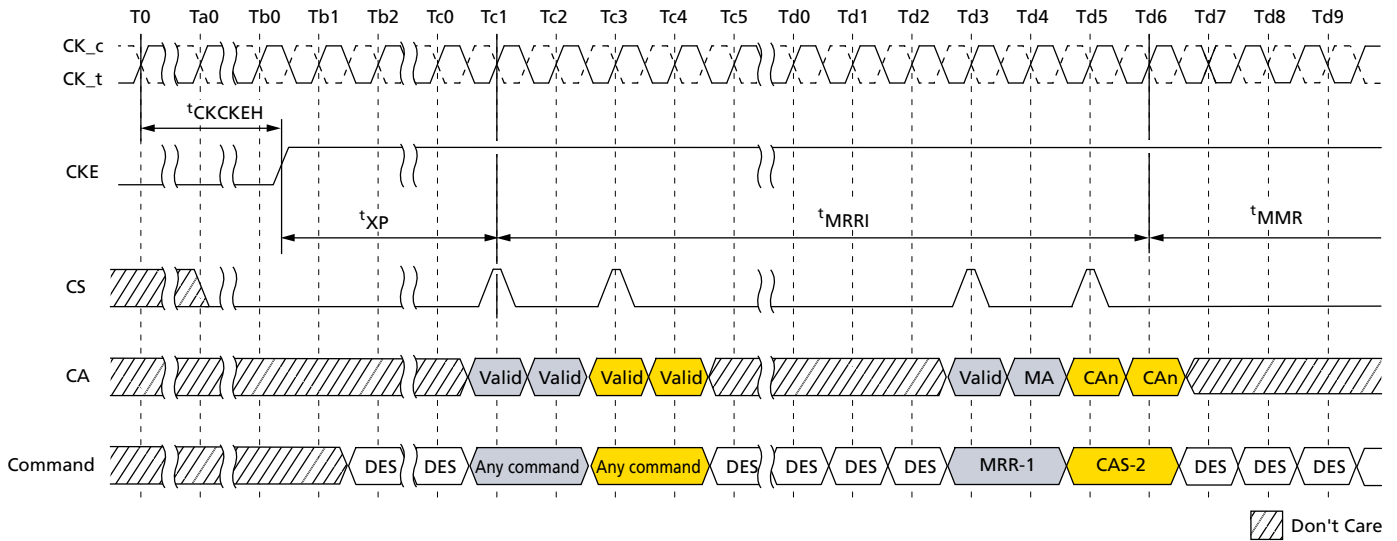 T0 Ta0 Tb0 Tb1 Tb2 Tc0 Tc1 Tc2 Tc3 Tc4 Tc5 Td0 Td1 Td2 Td3 Td4 Td5 Td6 Td7 Td8 Td9
CK_c
CK_t
tCKCKEH
CKE
tXP tMRRI tMMR
CS
CA Valid Valid Valid Valid Valid MA CAn CAn
Command DES DES Any command Any command DES DES DES DES MRR-1 CAS-2 DES DES DES
Don't Care